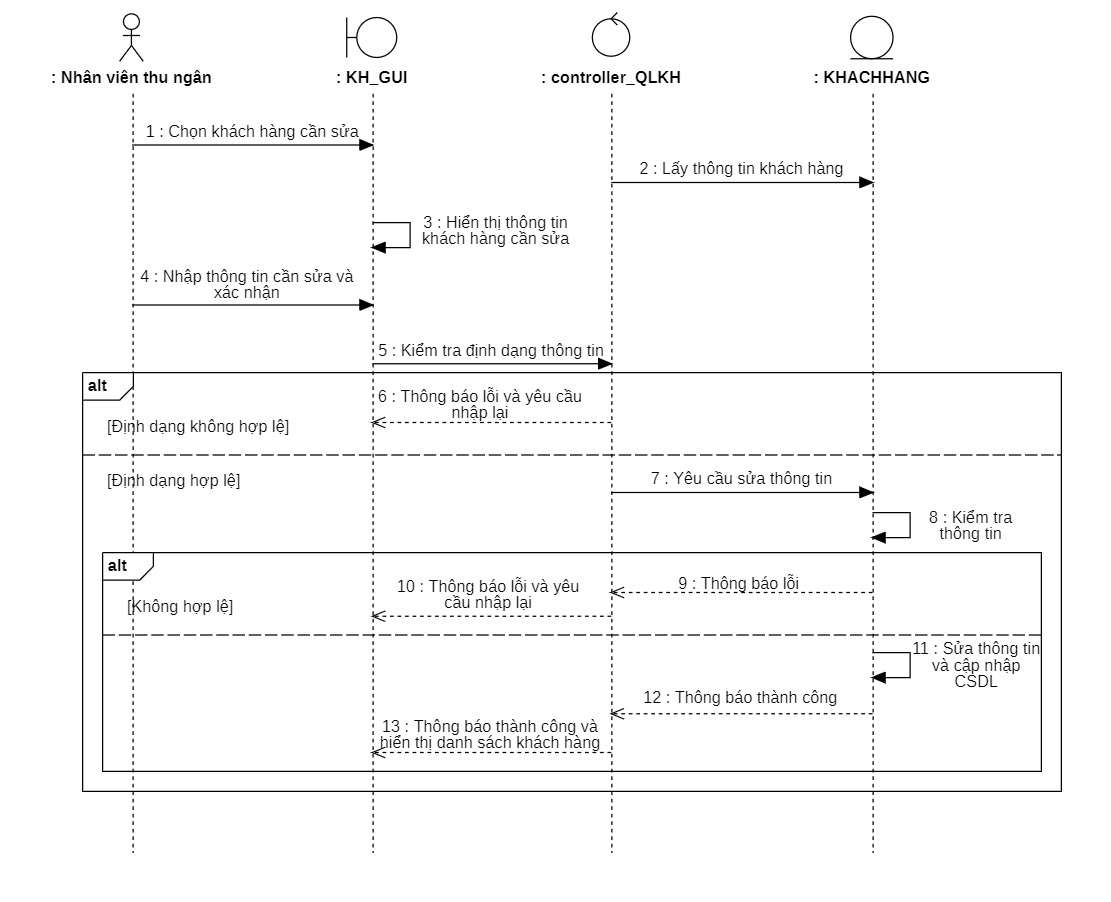 : Nhân viên thu ngân
: KH_GUI
: controller_QLKH
: KHACHHANG
1 : Chọn khách hàng cần sửa
2 : Lấy thông tin khách hàng
3 : Hiển thị thông tin
khách hàng cần sửa
4 : Nhập thông tin cần sửa và
xác nhận
5 : Kiểm tra định dạng thông tin
alt
6 : Thông báo lỗi và yêu cầu
nhập lại
[Định dạng không hợp lệ]
[Định dạng hợp lệ]
7 : Yêu cầu sửa thông tin
8 : Kiểm tra
thông tin
alt
9 : Thông báo lỗi
10 : Thông báo lỗi và yêu
cầu nhập lại
[Không hợp lệ]
11 : Sửa thông tin
và cập nhập
CSDL
12 : Thông báo thành công
13 : Thông báo thành công và
hiển thị danh sách khách hàng